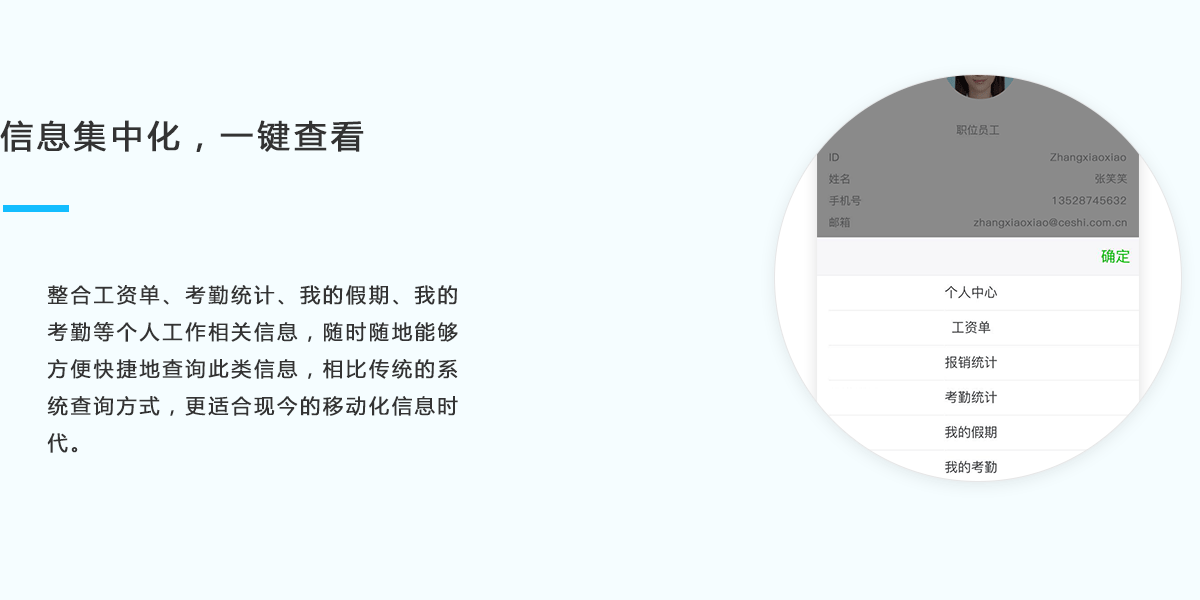 信息集中化，一键查看
整合工资单、考勤统计、我的假期、我的
考勤等个人工作相关信息，随时随地能够
方便快捷地查询此类信息，相比传统的系
统查询方式，更适合现今的移动化信息时
代。
职位员工
ID Zhangxiaoxiao
姓名 张笑笑
手机号 13528745632
邮箱 zhangxiaoxiao@ceshi.com.cn
确定
个人中心
工资单
报销统计
考勤统计
我的假期
我的考勤